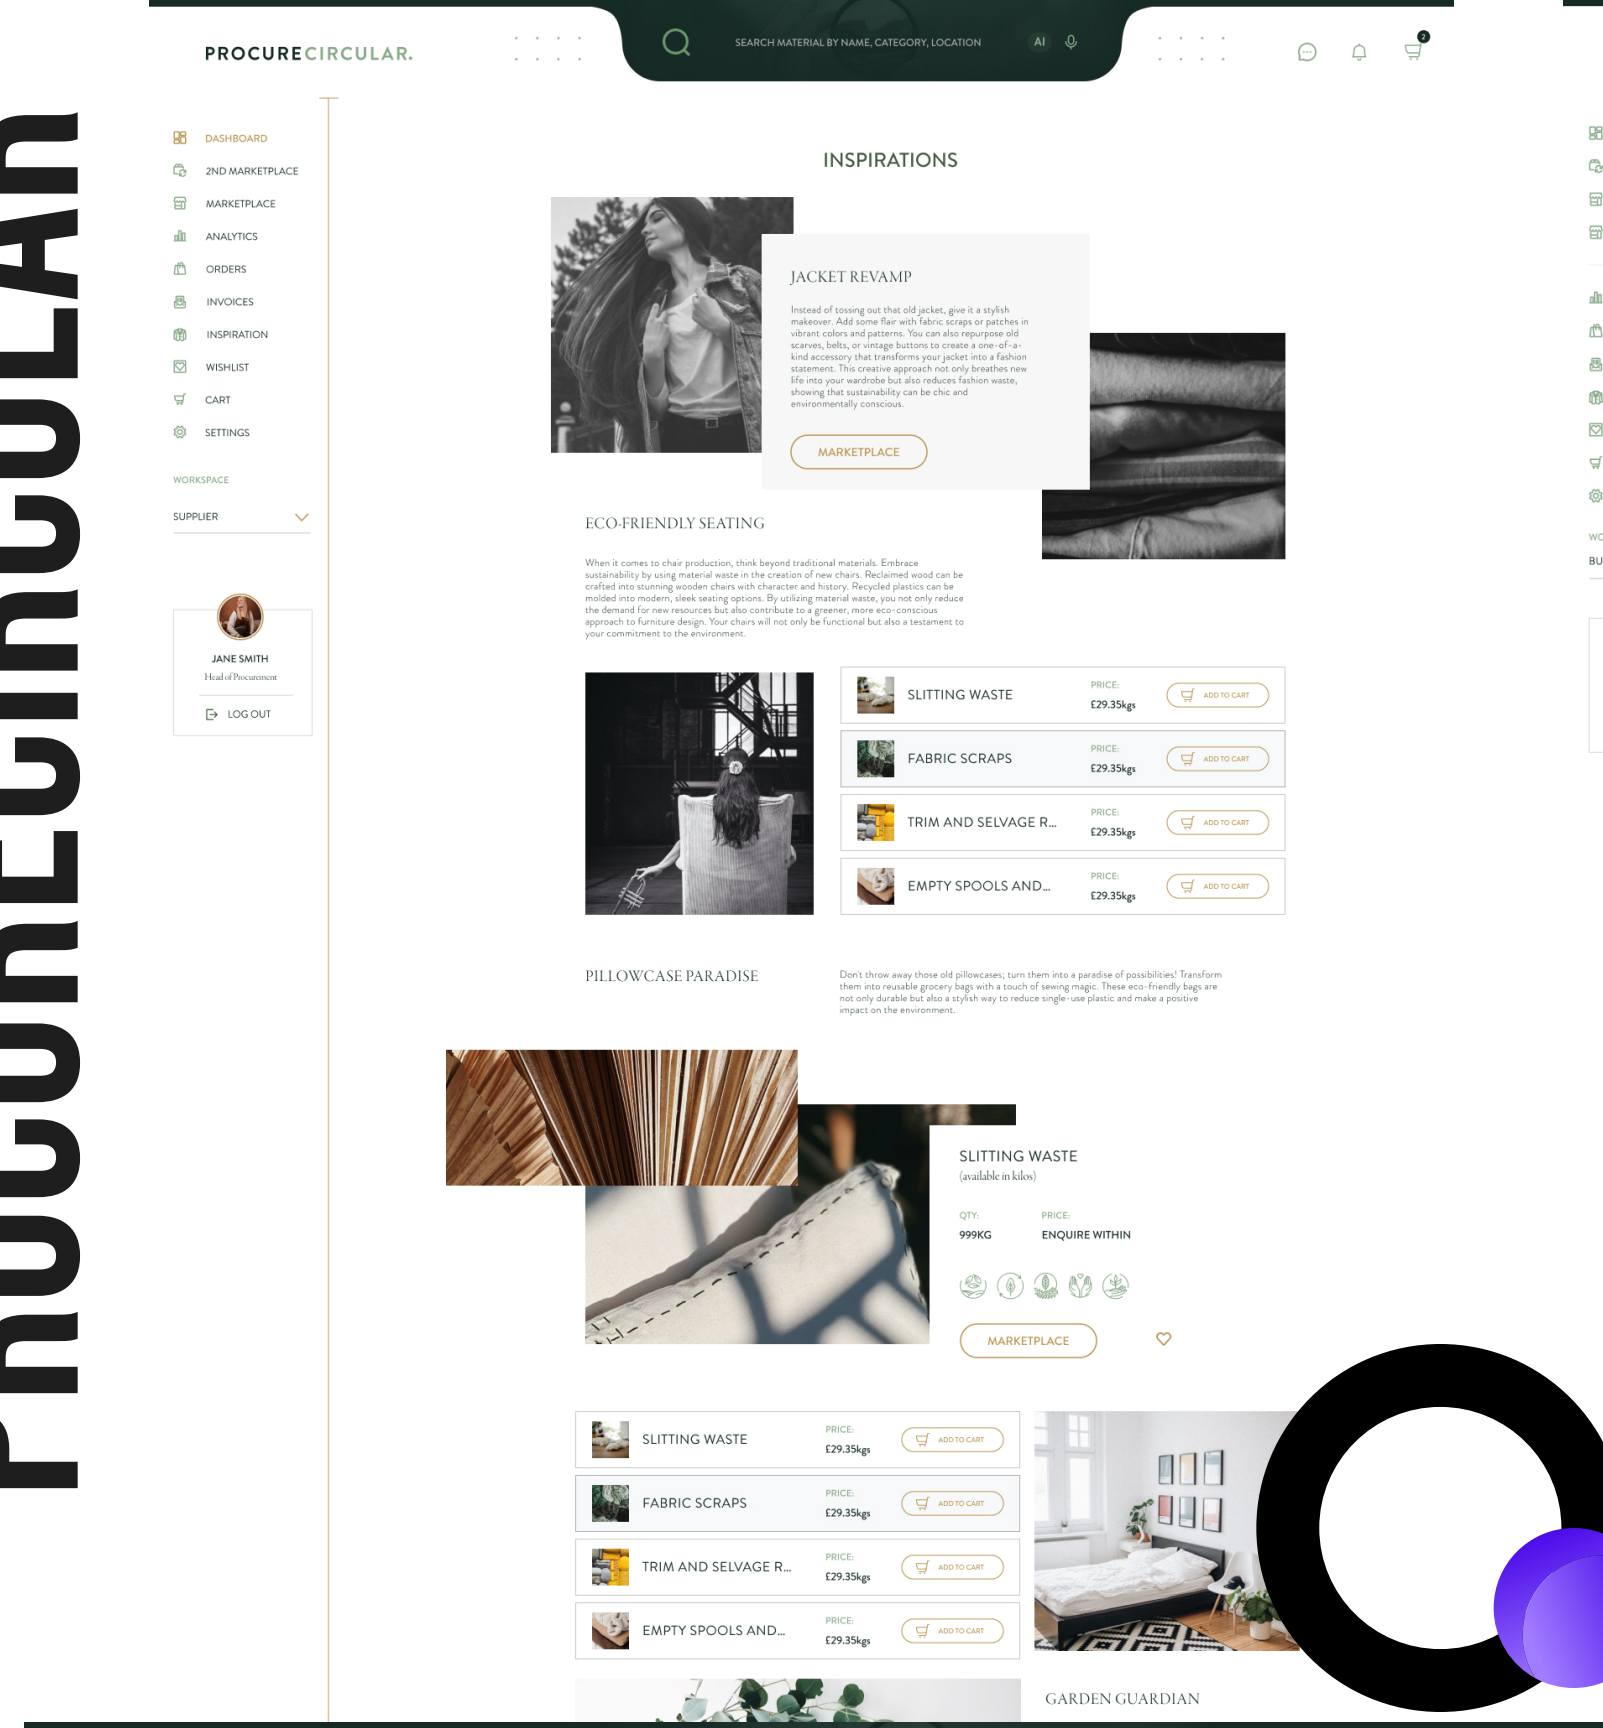 PROCURECIRCULAR
PROCURECIRCULAR.
SEARCH MATERIAL BY NAME, CATEGORY, LOCATION
AI
2
DASHBOARD
2ND MARKETPLACE
MARKETPLACE
ANALYTICS
ORDERS
INVOICES
INSPIRATION
WISHLIST
CART
SETTINGS
WORKSPACE
SUPPLIER
JANE SMITH
Head of Procurement
LOG OUT
INSPIRATIONS
JACKET REVAMP
Instead of tossing out that old jacket, give it a stylish
makeover. Add some flair with fabric scraps or patches in
vibrant colors and patterns. You can also repurpose old
scarves, belts, or vintage buttons to create a one-of-a-
kind accessory that transforms your jacket into a fashion
statement. This creative approach not only breathes new
life into your wardrobe but also reduces fashion waste,
showing that sustainability can be chic and
environmentally conscious.
MARKETPLACE
ECO-FRIENDLY SEATING
When it comes to chair production, think beyond traditional materials. Embrace
sustainability by using material waste in the creation of new chairs. Reclaimed wood can be
crafted into stunning wooden chairs with character and history. Recycled plastics can be
molded into modern, sleek seating options. By utilizing material waste, you not only reduce
the demand for new resources but also contribute to a greener, more eco-conscious
approach to furniture design. Your chairs will not only be functional but also a testament to
your commitment to the environment.
SLITTING WASTE
PRICE:
£29.35kgs
ADD TO CART
FABRIC SCRAPS
PRICE:
£29.35kgs
ADD TO CART
TRIM AND SELVAGE R...
PRICE:
£29.35kgs
ADD TO CART
EMPTY SPOOLS AND...
PRICE:
£29.35kgs
ADD TO CART
PILLOWCASE PARADISE
Don't throw away those old pillowcases; turn them into a paradise of possibilities! Transform
them into reusable grocery bags with a touch of sewing magic. These eco-friendly bags are
not only durable but also a stylish way to reduce single-use plastic and make a positive
impact on the environment.
SLITTING WASTE
(available in kilos)
QTY:
999KG
PRICE:
ENQUIRE WITHIN
MARKETPLACE
SLITTING WASTE
PRICE:
£29.35kgs
ADD TO CART
FABRIC SCRAPS
PRICE:
£29.35kgs
ADD TO CART
TRIM AND SELVAGE R...
PRICE:
£29.35kgs
ADD TO CART
EMPTY SPOOLS AND...
PRICE:
£29.35kgs
ADD TO CART
GARDEN GUARDIAN
WO
BU